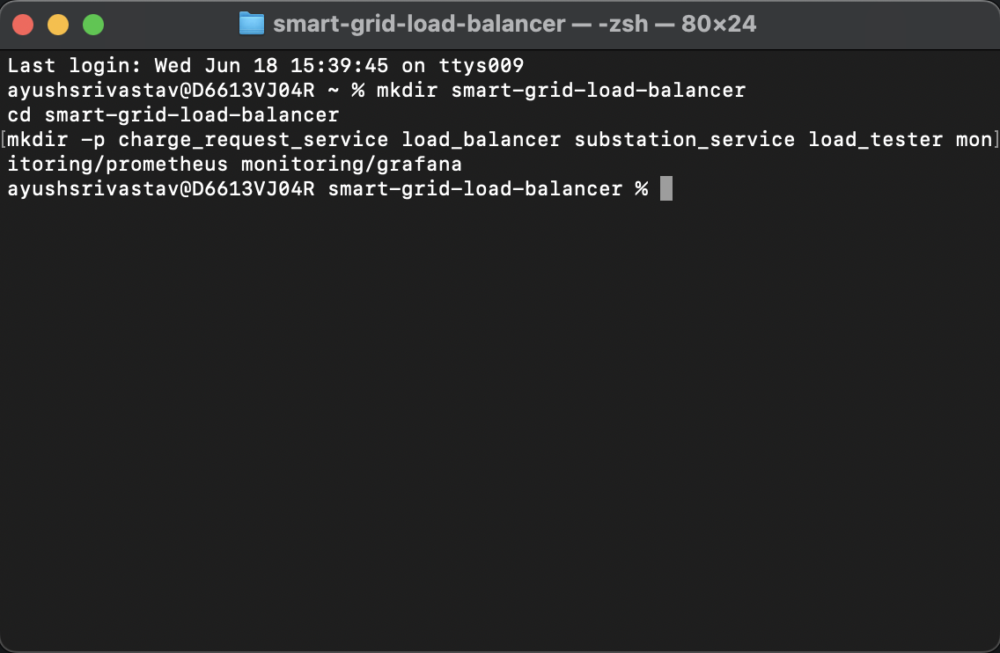 smart-grid-load-balancer — -zsh — 80×24
Last login: Wed Jun 18 15:39:45 on ttys009
ayushsrivastav@D6613VJ04R ~ % mkdir smart-grid-load-balancer
cd smart-grid-load-balancer
[mkdir -p charge_request_service load_balancer substation_service load_tester mon]
itoring/prometheus monitoring/grafana
ayushsrivastav@D6613VJ04R smart-grid-load-balancer %